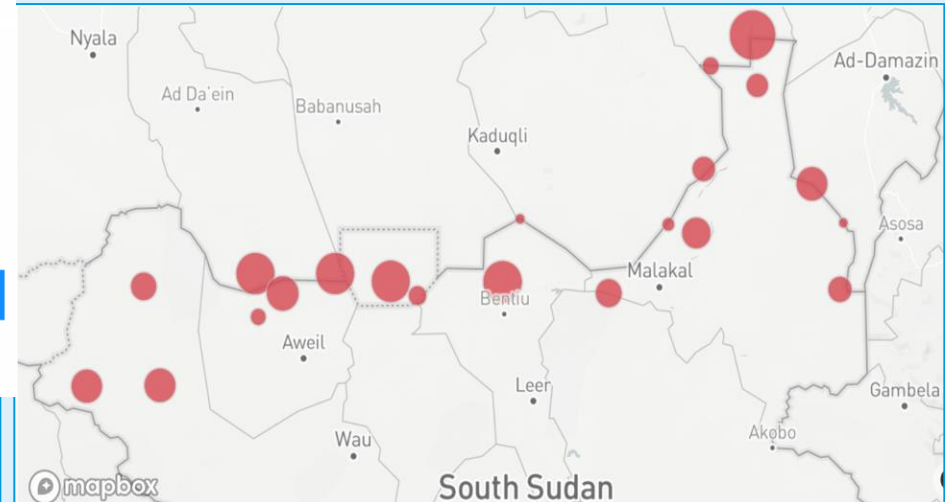 Nyala
Ad-Damazin
Ad Da'ein
Babanusah
Kaduqli
Asosa
Malakal
Bentiu
Aweil
Leer
Gambela
Wau
Akobo
South Sudan
mapbox